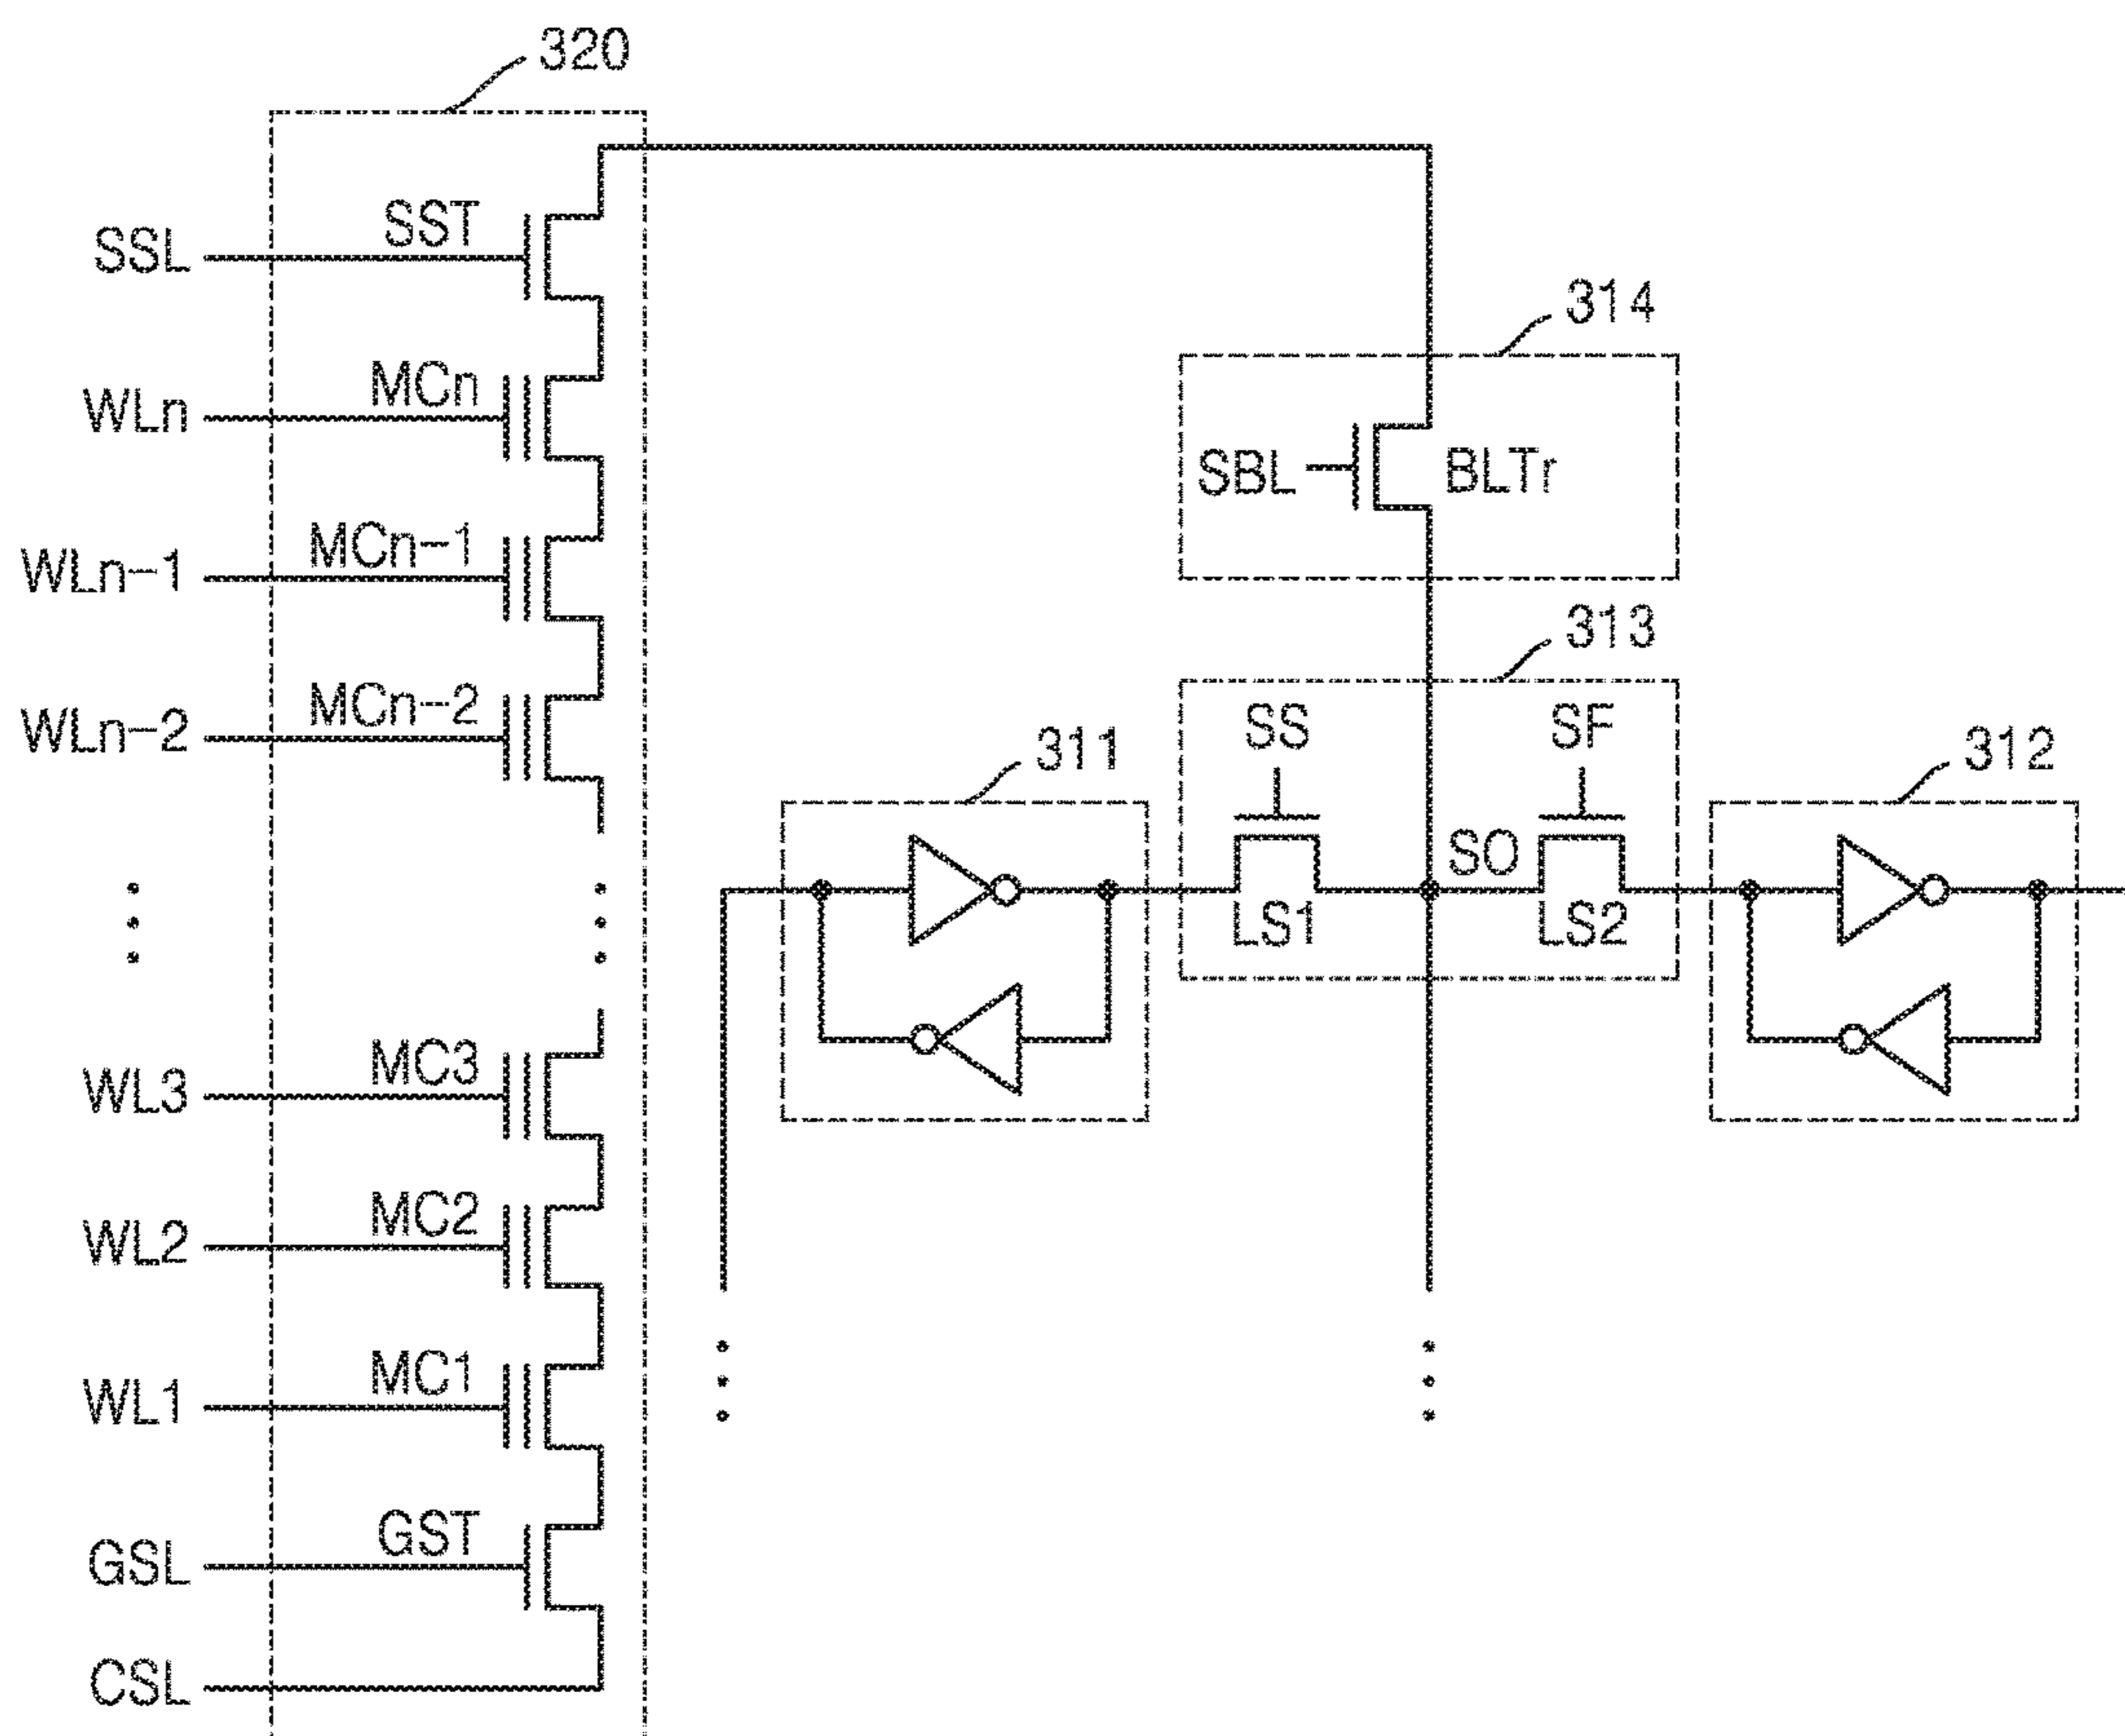 320
SSL
SST
314
WLn
MCn
SBL
BLTr
WLn-1
MCn-1
313
WLn-2
MCn-2
311
SS
SF
312
SO
LS1
LS2
WL3
MC3
WL2
MC2
WL1
MC1
GSL
GST
CSL